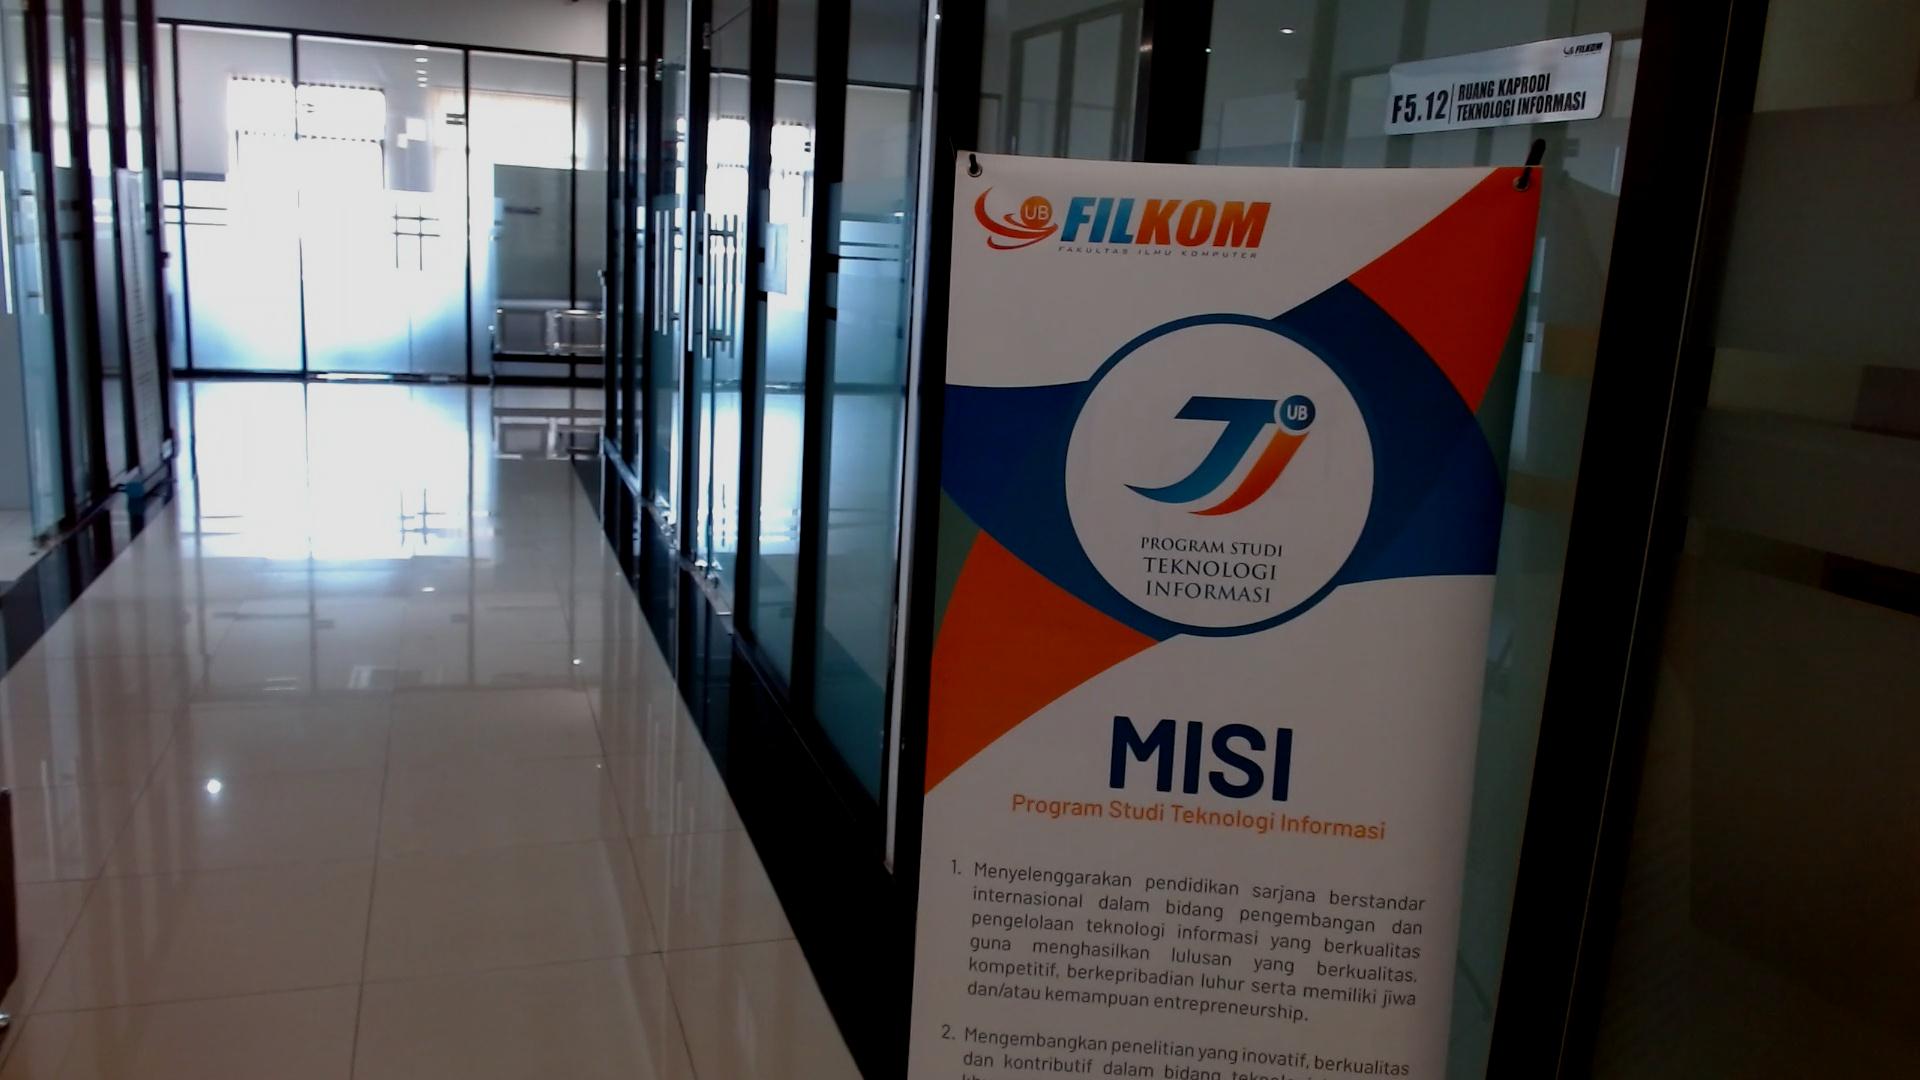 FILKOM
F5.12
RUANG KAPRODI
TEKNOLOGI INFORMASI
UB
FILKOM
FAKULTAS ILMU KOMPUTER
UB
PROGRAM STUDI
TEKNOLOGI
INFORMASI
MISI
Program Studi Teknologi Informasi
1. Menyelenggarakan pendidikan sarjana berstandar
internasional dalam bidang pengembangan dan
pengelolaan teknologi informasi yang berkualitas
guna menghasilkan lulusan yang berkualitas,
kompetitif, berkepribadian luhur serta memiliki jiwa
dan/atau kemampuan entrepreneurship.
2. Mengembangkan penelitian yang inovatif, berkualitas
dan kontributif dalam bidang